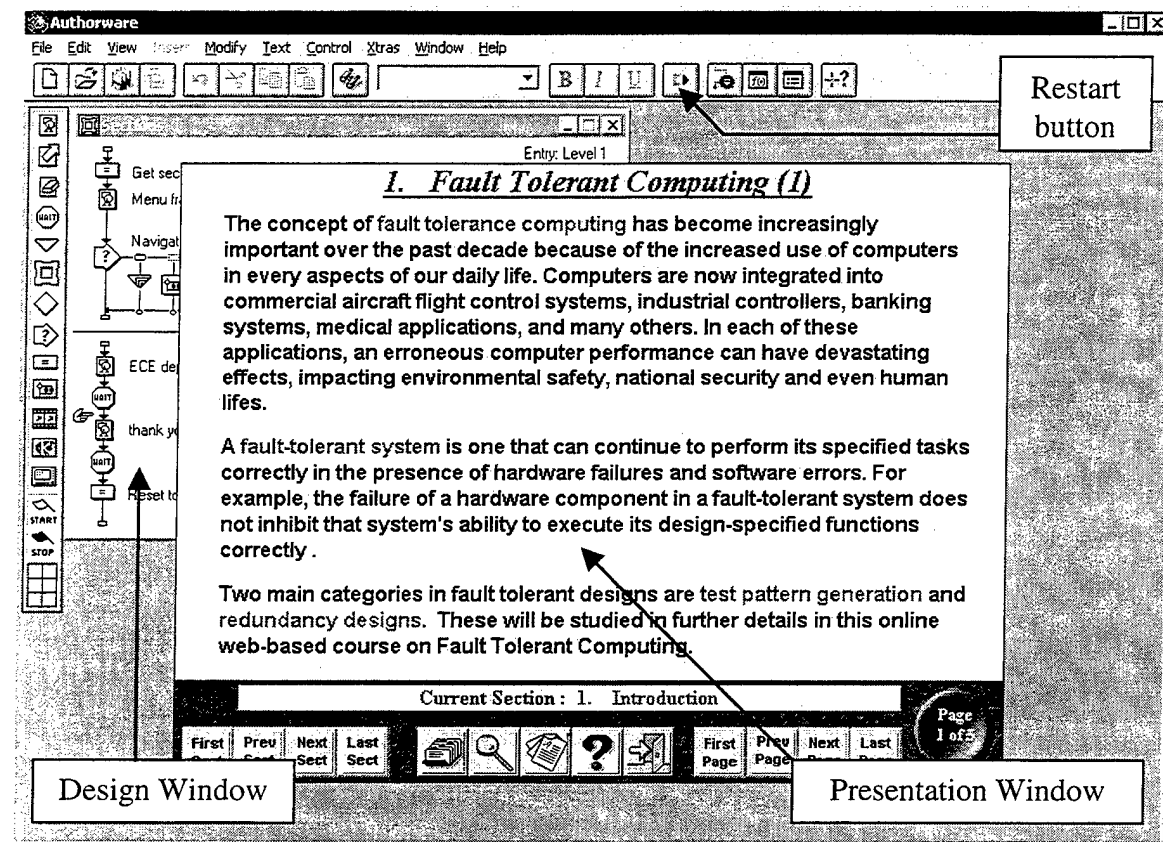 Authorware
File Edit View Insert Modify Text Control Xtras Window Help
B I U
Restart
button
Entry: Level 1
Get sec
Menu fr
Navigat
ECE dep
thank yo
Reset to
WAIT
WAIT
WAIT
START
STOP
1. Fault Tolerant Computing (1)
The concept of fault tolerance computing has become increasingly
important over the past decade because of the increased use of computers
in every aspects of our daily life. Computers are now integrated into
commercial aircraft flight control systems, industrial controllers, banking
systems, medical applications, and many others. In each of these
applications, an erroneous computer performance can have devastating
effects, impacting environmental safety, national security and even human
lifes.
A fault-tolerant system is one that can continue to perform its specified tasks
correctly in the presence of hardware failures and software errors. For
example, the failure of a hardware component in a fault-tolerant system does
not inhibit that system's ability to execute its design-specified functions
correctly .
Two main categories in fault tolerant designs are test pattern generation and
redundancy designs. These will be studied in further details in this online
web-based course on Fault Tolerant Computing.
Current Section : 1. Introduction
Page
1 of 5
First Prev Next Last
Sect Sect
First Prev Next Last
Page Page
Design Window
Presentation Window